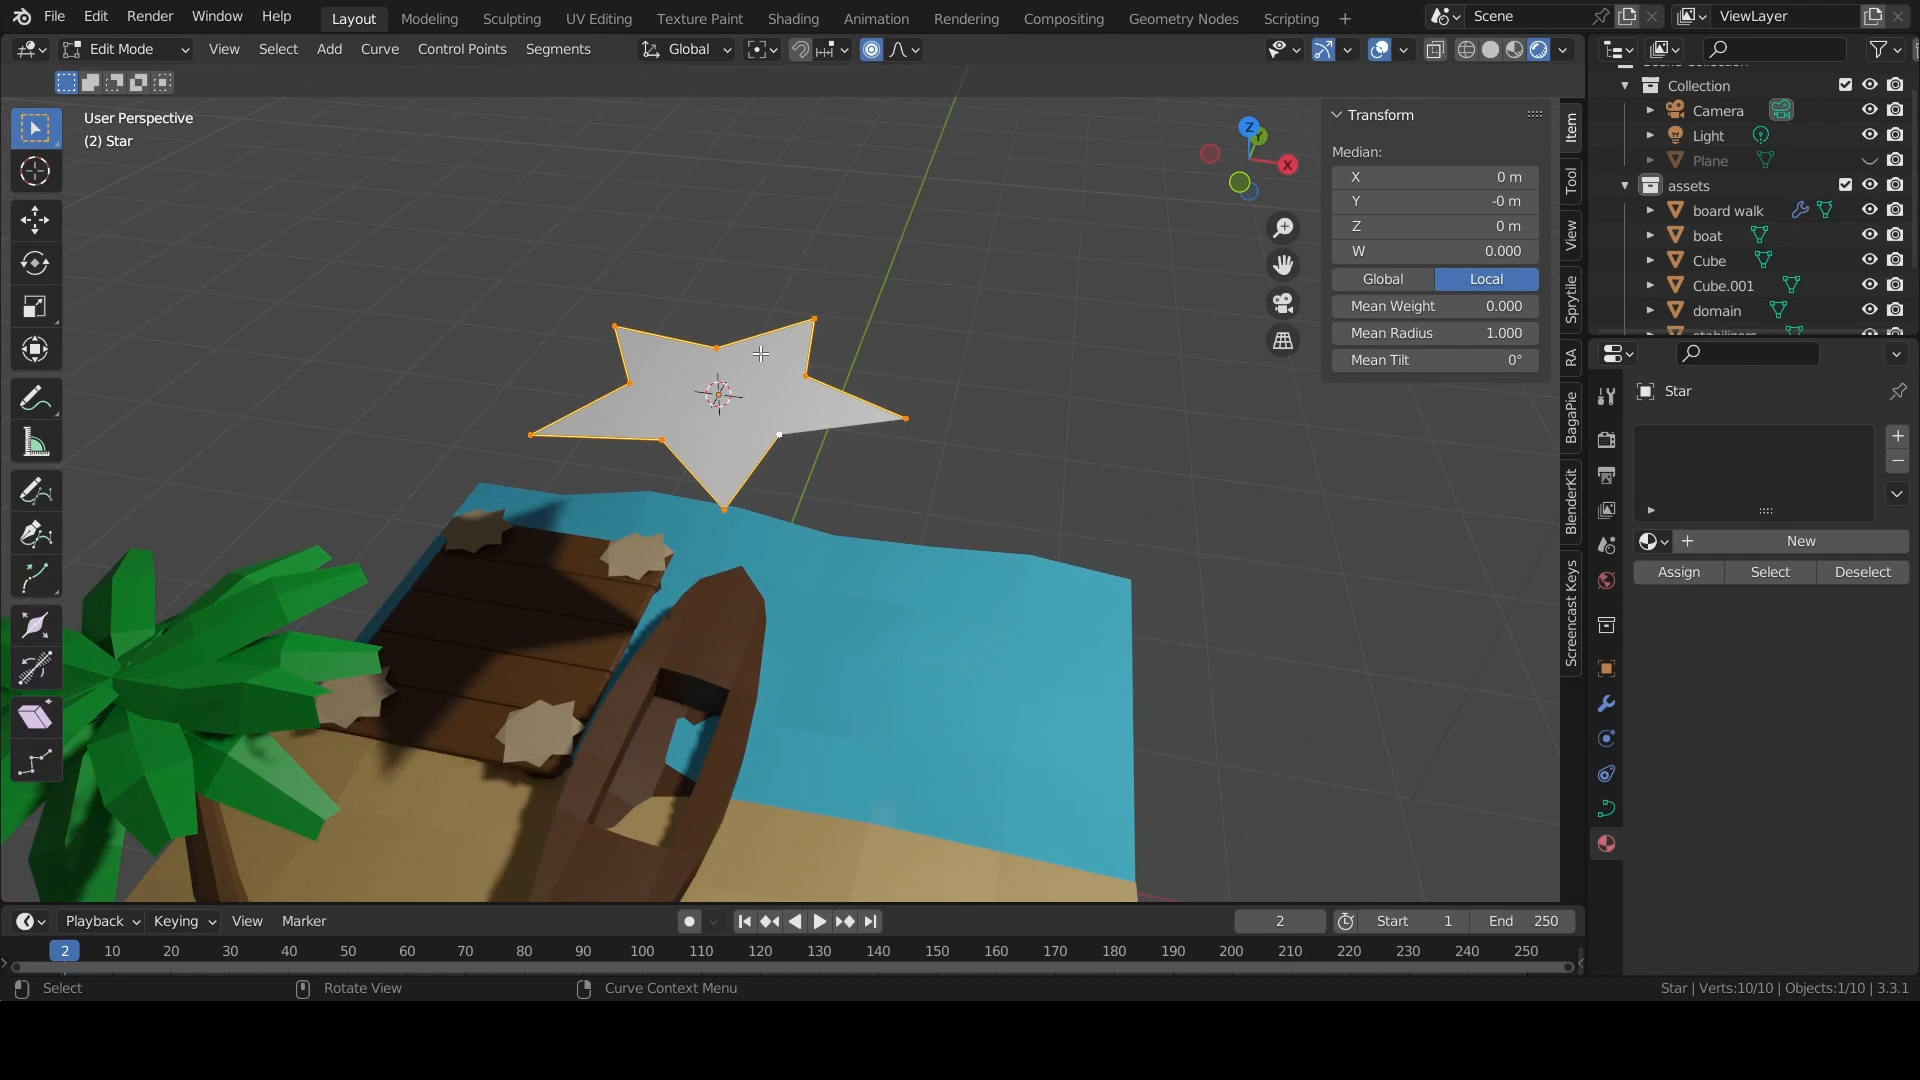 File Edit Render Window Help Layout Modeling Sculpting UV Editing Texture Paint Shading Animation Rendering Compositing Geometry Nodes Scripting + Scene ViewLayer
Edit Mode View Select Add Curve Control Points Segments Global
User Perspective
(2) Star
Z
Y
X
Transform
Median:
X 0 m
Y -0 m
Z 0 m
W 0.000
Global Local
Mean Weight 0.000
Mean Radius 1.000
Mean Tilt 0°
Item
Tool
View
Sprytile
RA
BagaPie
BlenderKit
Screencast Keys
Collection
Camera
Light
Plane
assets
board walk
boat
Cube
Cube.001
domain
Star
New
Assign Select Deselect
Playback Keying View Marker 2 Start 1 End 250
2 10 20 30 40 50 60 70 80 90 100 110 120 130 140 150 160 170 180 190 200 210 220 230 240 250
Select Rotate View Curve Context Menu Star | Verts:10/10 | Objects:1/10 | 3.3.1